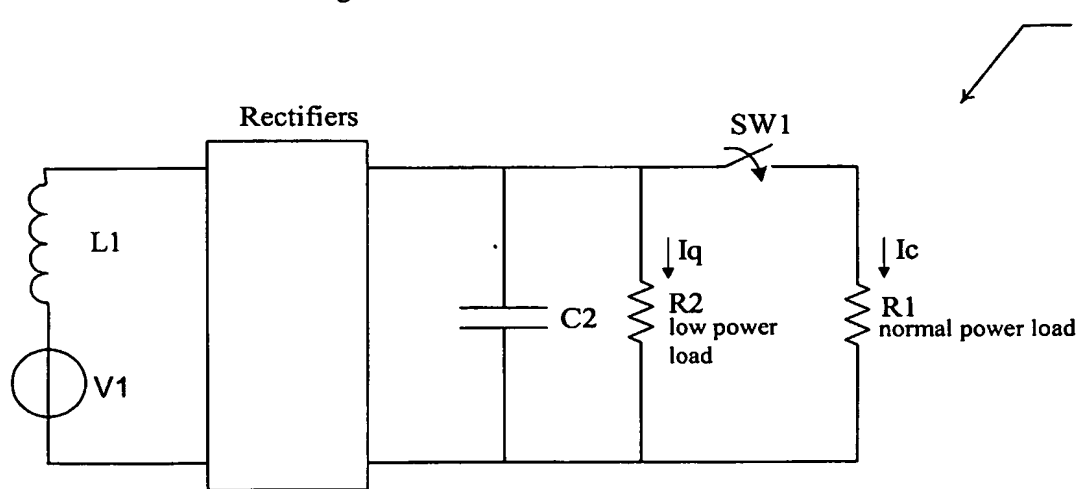 Rectifiers
SW1
L1
Iq
Ic
C2
R2
low power
load
R1
normal power load
V1